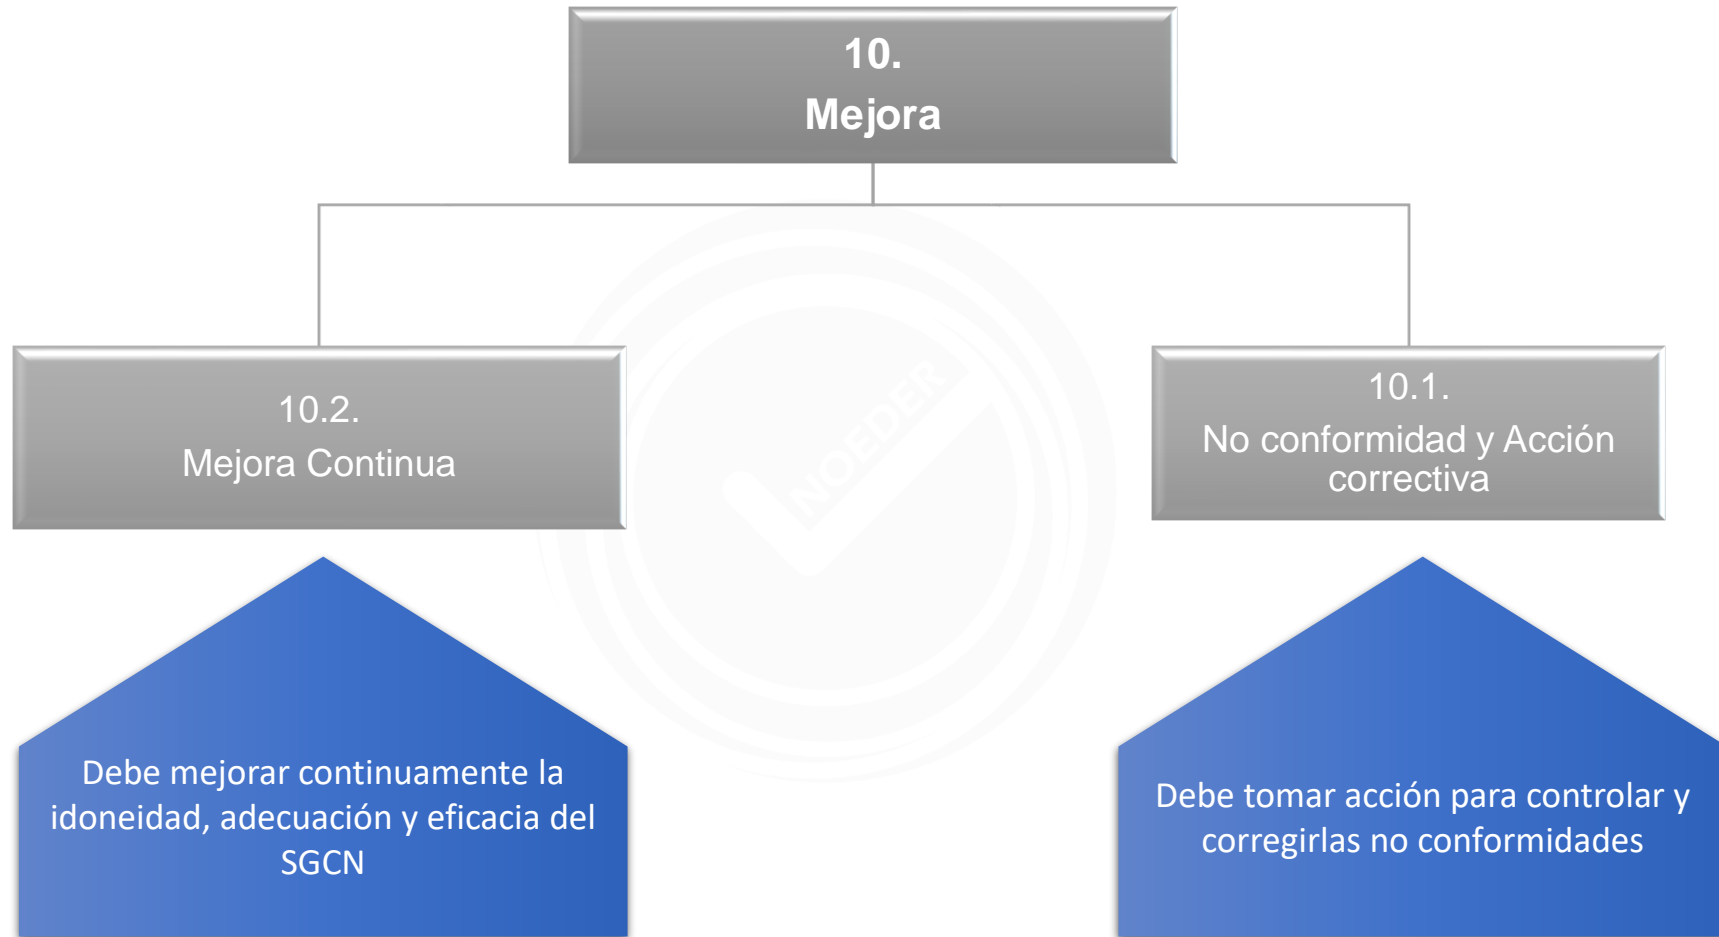 10.
Mejora
10.2.
Mejora Continua
10.1.
No conformidad y Acción
correctiva
NOEDER
Debe mejorar continuamente la
idoneidad, adecuación y eficacia del
SGCN
Debe tomar acción para controlar y
corregirlas no conformidades